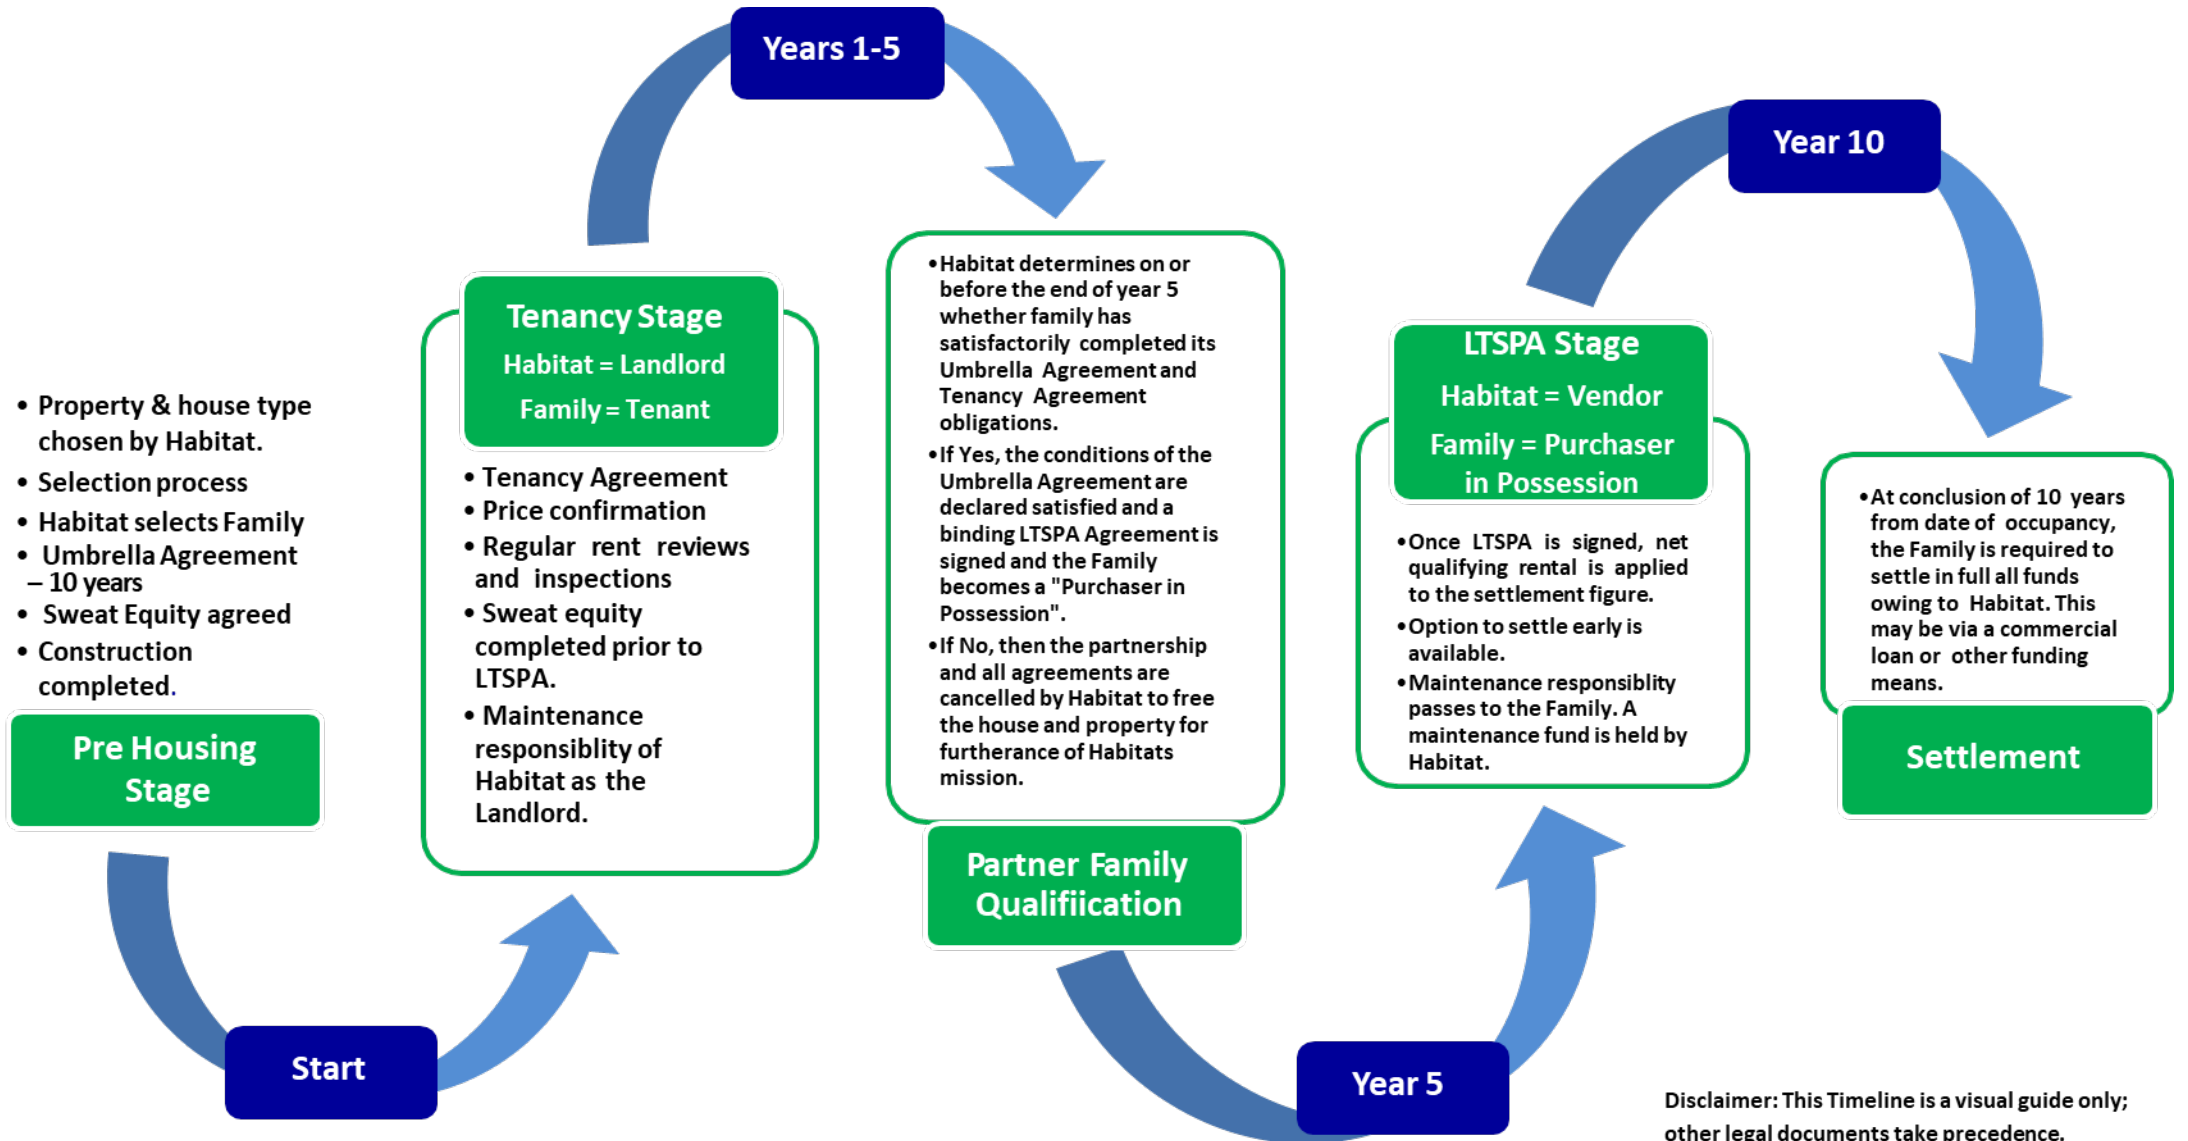 • Property & house type
chosen by Habitat.
• Selection process
• Habitat selects Family
• Umbrella Agreement
– 10 years
• Sweat Equity agreed
• Construction
completed.
Pre Housing
Stage
Start
Tenancy Stage
Habitat = Landlord
Family = Tenant
• Tenancy Agreement
• Price confirmation
• Regular rent reviews
and inspections
• Sweat equity
completed prior to
LTSPA.
• Maintenance
responsiblity of
Habitat as the
Landlord.
Years 1-5
•Habitat determines on or
before the end of year 5
whether family has
satisfactorily completed its
Umbrella Agreement and
Tenancy Agreement
obligations.
•If Yes, the conditions of the
Umbrella Agreement are
declared satisfied and a
binding LTSPA Agreement is
signed and the Family
becomes a "Purchaser in
Possession".
•If No, then the partnership
and all agreements are
cancelled by Habitat to free
the house and property for
furtherance of Habitats
mission.
Partner Family
Qualifiication
Year 5
LTSPA Stage
Habitat = Vendor
Family = Purchaser
in Possession
•Once LTSPA is signed, net
qualifying rental is applied
to the settlement figure.
•Option to settle early is
available.
•Maintenance responsiblity
passes to the Family. A
maintenance fund is held by
Habitat.
Year 10
•At conclusion of 10 years
from date of occupancy,
the Family is required to
settle in full all funds
owing to Habitat. This
may be via a commercial
loan or other funding
means.
Settlement
Disclaimer: This Timeline is a visual guide only;
other legal documents take precedence.